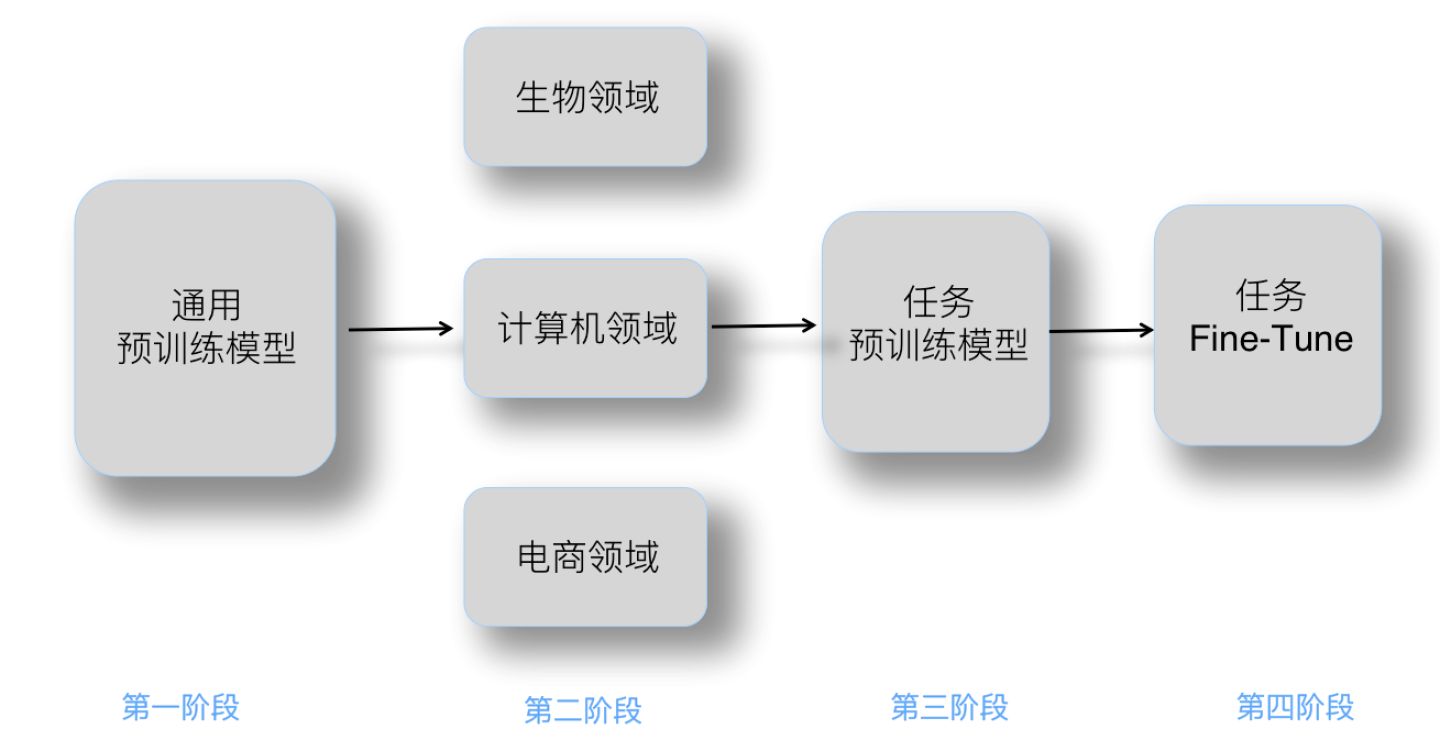 生物领域
通用
预训练模型
计算机领域
任务
预训练模型
任务
Fine-Tune
电商领域
第一阶段
第二阶段
第三阶段
第四阶段